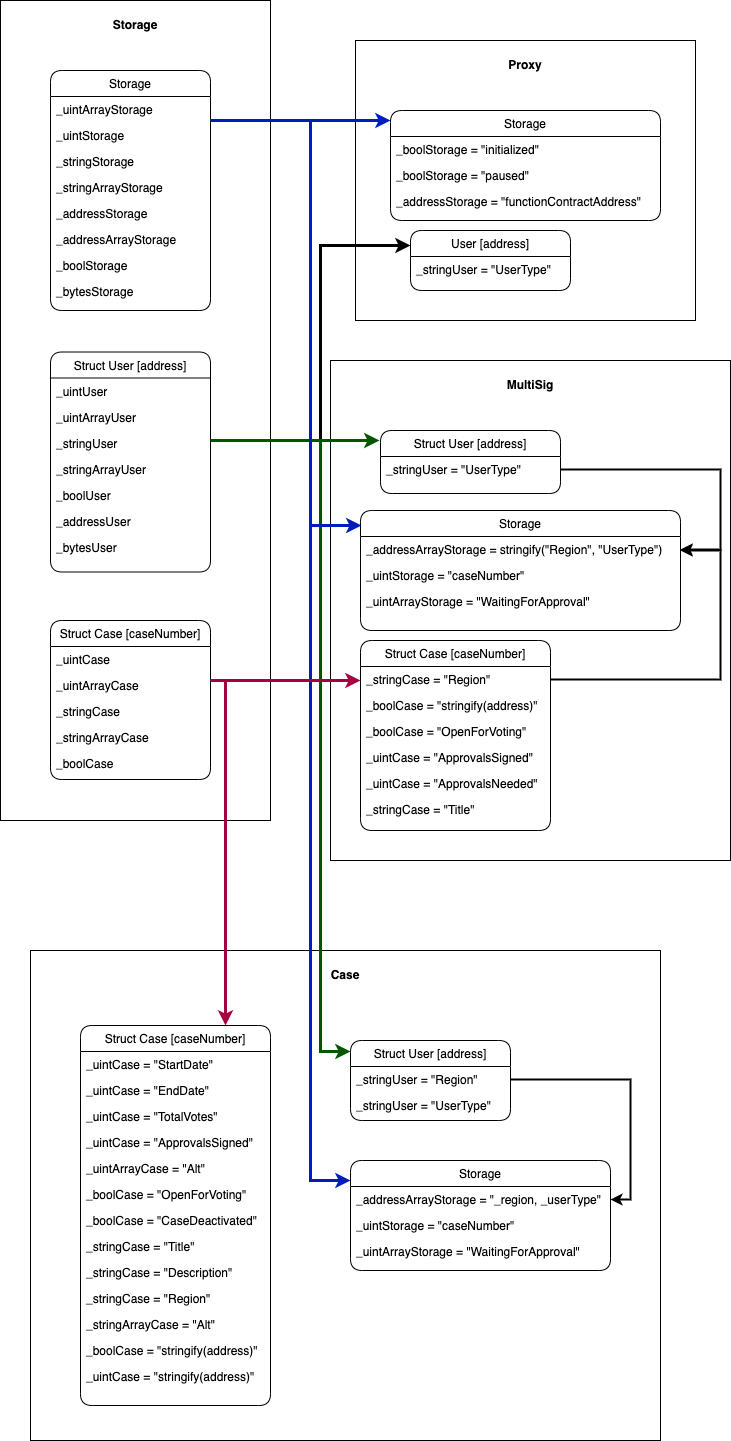 Storage
Storage
_uintArrayStorage
_uintStorage
_stringStorage
_stringArrayStorage
_addressStorage
_addressArrayStorage
_boolStorage
_bytesStorage
Struct User [address]
_uintUser
_uintArrayUser
_stringUser
_stringArrayUser
_boolUser
_addressUser
_bytesUser
Struct Case [caseNumber]
_uintCase
_uintArrayCase
_stringCase
_stringArrayCase
_boolCase
Proxy
Storage
_boolStorage = "initialized"
_boolStorage = "paused"
_addressStorage = "functionContractAddress"
User [address]
_stringUser = "UserType"
MultiSig
Struct User [address]
_stringUser = "UserType"
Storage
_addressArrayStorage = stringify("Region", "UserType")
_uintStorage = "caseNumber"
_uintArrayStorage = "WaitingForApproval"
Struct Case [caseNumber]
_stringCase = "Region"
_boolCase = "stringify(address)"
_boolCase = "OpenForVoting"
_uintCase = "ApprovalsSigned"
_uintCase = "ApprovalsNeeded"
_stringCase = "Title"
Case
Struct Case [caseNumber]
_uintCase = "StartDate"
_uintCase = "EndDate"
_uintCase = "TotalVotes"
_uintCase = "ApprovalsSigned"
_uintArrayCase = "Alt"
_boolCase = "OpenForVoting"
_boolCase = "CaseDeactivated"
_stringCase = "Title"
_stringCase = "Description"
_stringCase = "Region"
_stringArrayCase = "Alt"
_boolCase = "stringify(address)"
_uintCase = "stringify(address)"
Struct User [address]
_stringUser = "Region"
_stringUser = "UserType"
Storage
_addressArrayStorage = "_region, _userType"
_uintStorage = "caseNumber"
_uintArrayStorage = "WaitingForApproval"